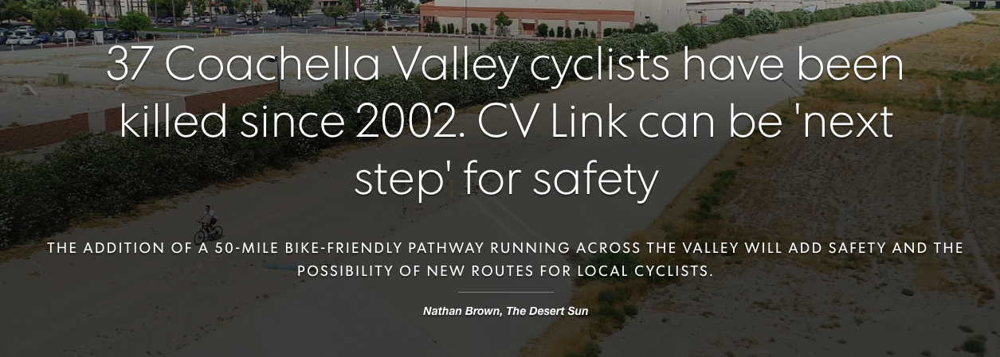 37 Coachella Valley cyclists have been
killed since 2002. CV Link can be 'next
step' for safety
THE ADDITION OF A 50-MILE BIKE-FRIENDLY PATHWAY RUNNING ACROSS THE VALLEY WILL ADD SAFETY AND THE
POSSIBILITY OF NEW ROUTES FOR LOCAL CYCLISTS.
Nathan Brown, The Desert Sun